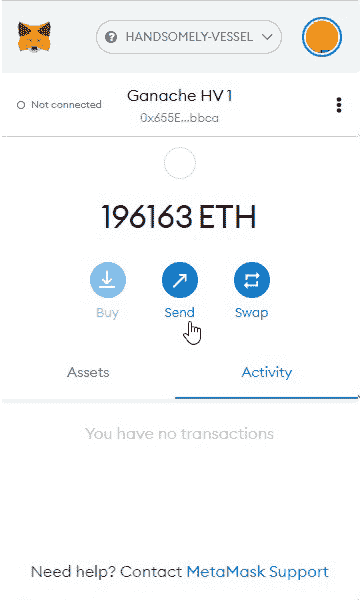 HANDSOMELY-VESSEL
Not connected
Ganache HV 1
0x655E...bbca
196163 ETH
Buy
Send
Swap
Assets
Activity
You have no transactions
Need help? Contact MetaMask Support